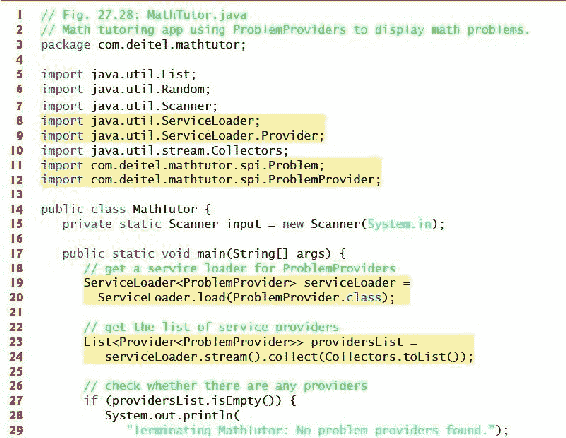 1 // Fig. 27.28: MathTutor.java
2 // Math tutoring app using ProblemProviders to display math problems.
3 package com.deitel.mathtutor;
4
5 import java.util.List;
6 import java.util.Random;
7 import java.util.Scanner;
8 import java.util.ServiceLoader;
9 import java.util.ServiceLoader.Provider;
10 import java.util.stream.Collectors;
11 import com.deitel.mathtutor.spi.Problem;
12 import com.deitel.mathtutor.spi.ProblemProvider;
13
14 public class MathTutor {
15 private static Scanner input = new Scanner(System.in);
16
17 public static void main(String[] args) {
18 // get a service loader for ProblemProviders
19 ServiceLoader<ProblemProvider> serviceLoader =
20 ServiceLoader.load(ProblemProvider.class);
21
22 // get the list of service providers
23 List<Provider<ProblemProvider>> providersList =
24 serviceLoader.stream().collect(Collectors.toList());
25
26 // check whether there are any providers
27 if (providersList.isEmpty()) {
28 System.out.println(
29 "Terminating MathTutor: No problem providers found.");